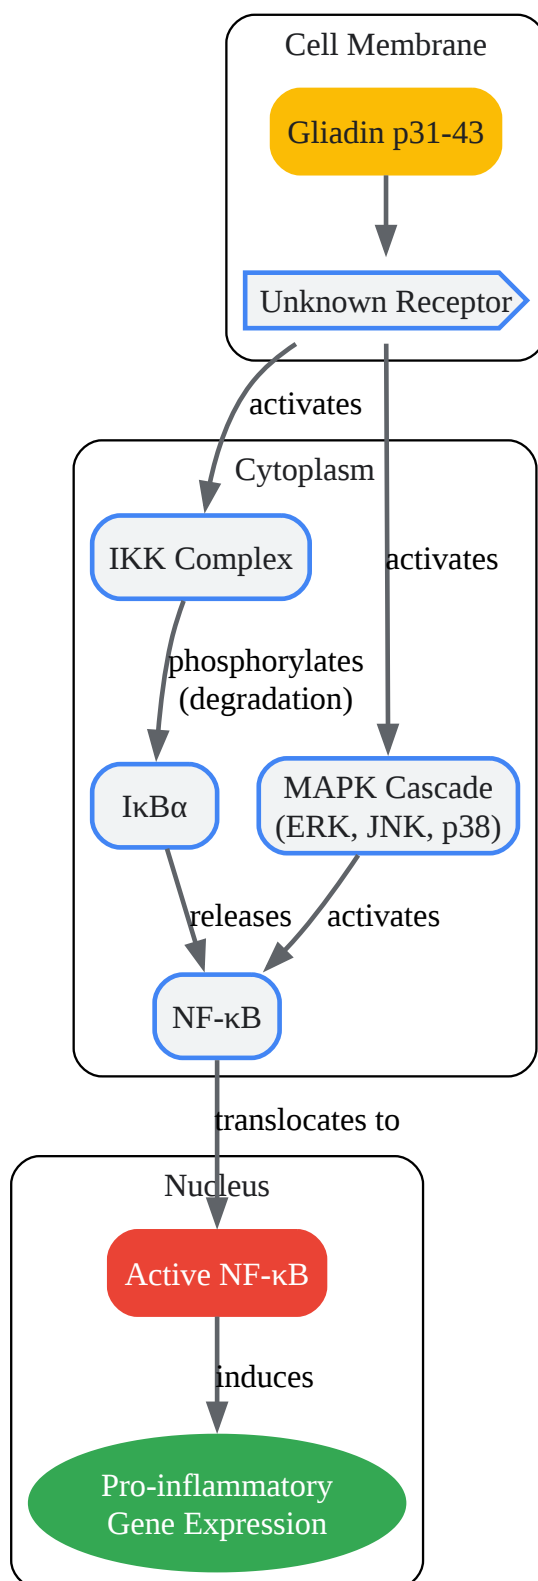 Cell Membrane
Gliadin p31-43
Unknown Receptor
activates
Cytoplasm
IKK Complex
activates
phosphorylates
(degradation)
IκBα
MAPK Cascade
(ERK, JNK, p38)
releases
activates
NF-κB
translocates to
Nucleus
Active NF-κB
induces
Pro-inflammatory
Gene Expression